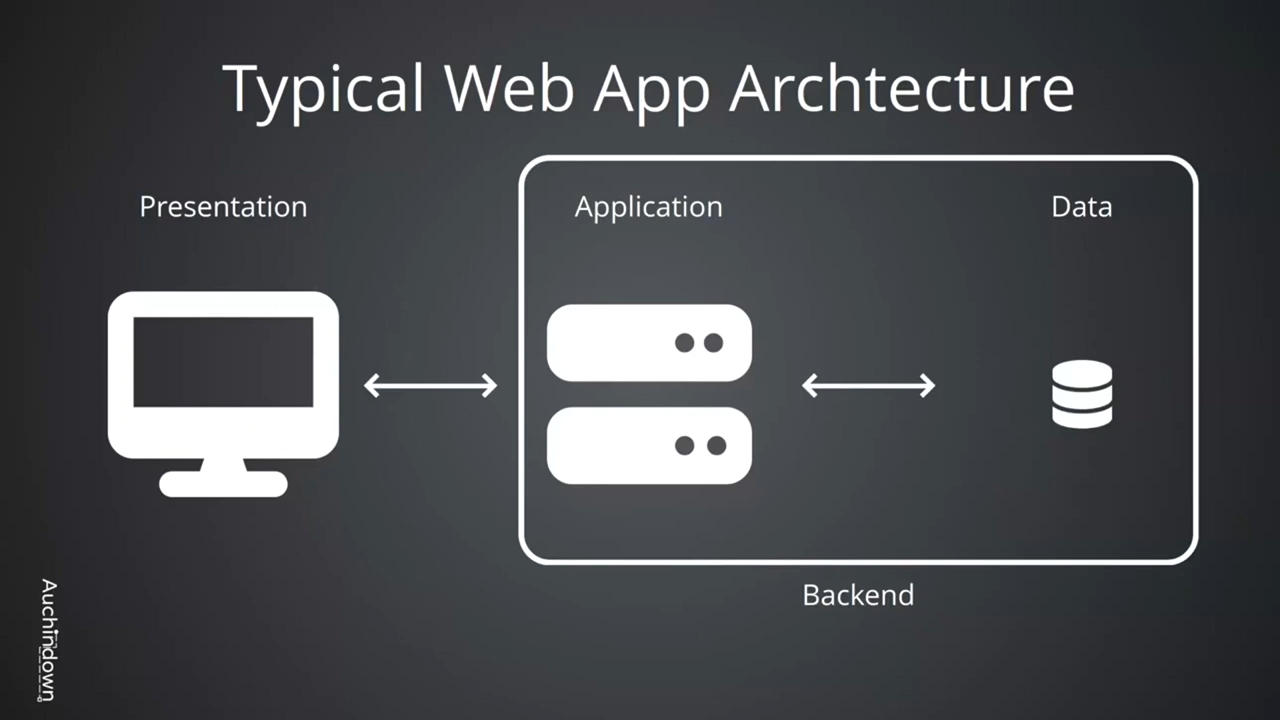 Typical Web App Archtecture
Presentation
Application
Data
Backend
Auchindown